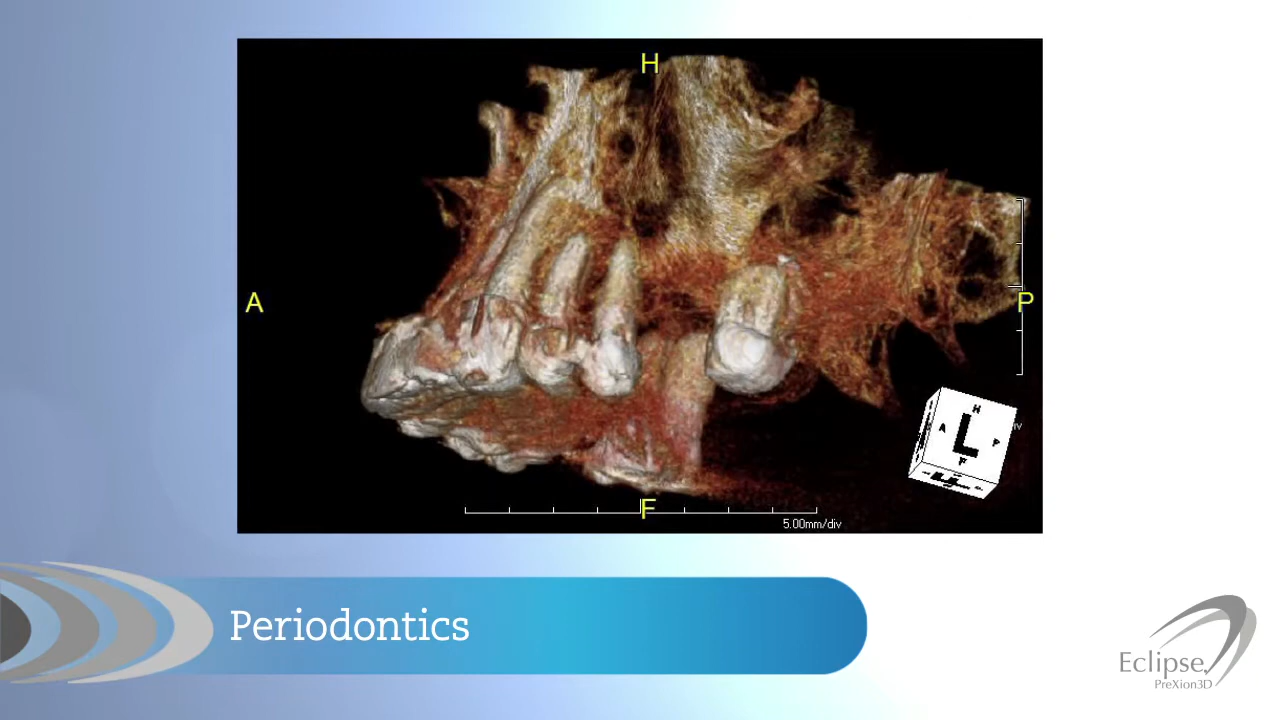 H
A
P
L
H
A
P
F
F
5.00mm/div
Periodontics
Eclipse
PreXion3D